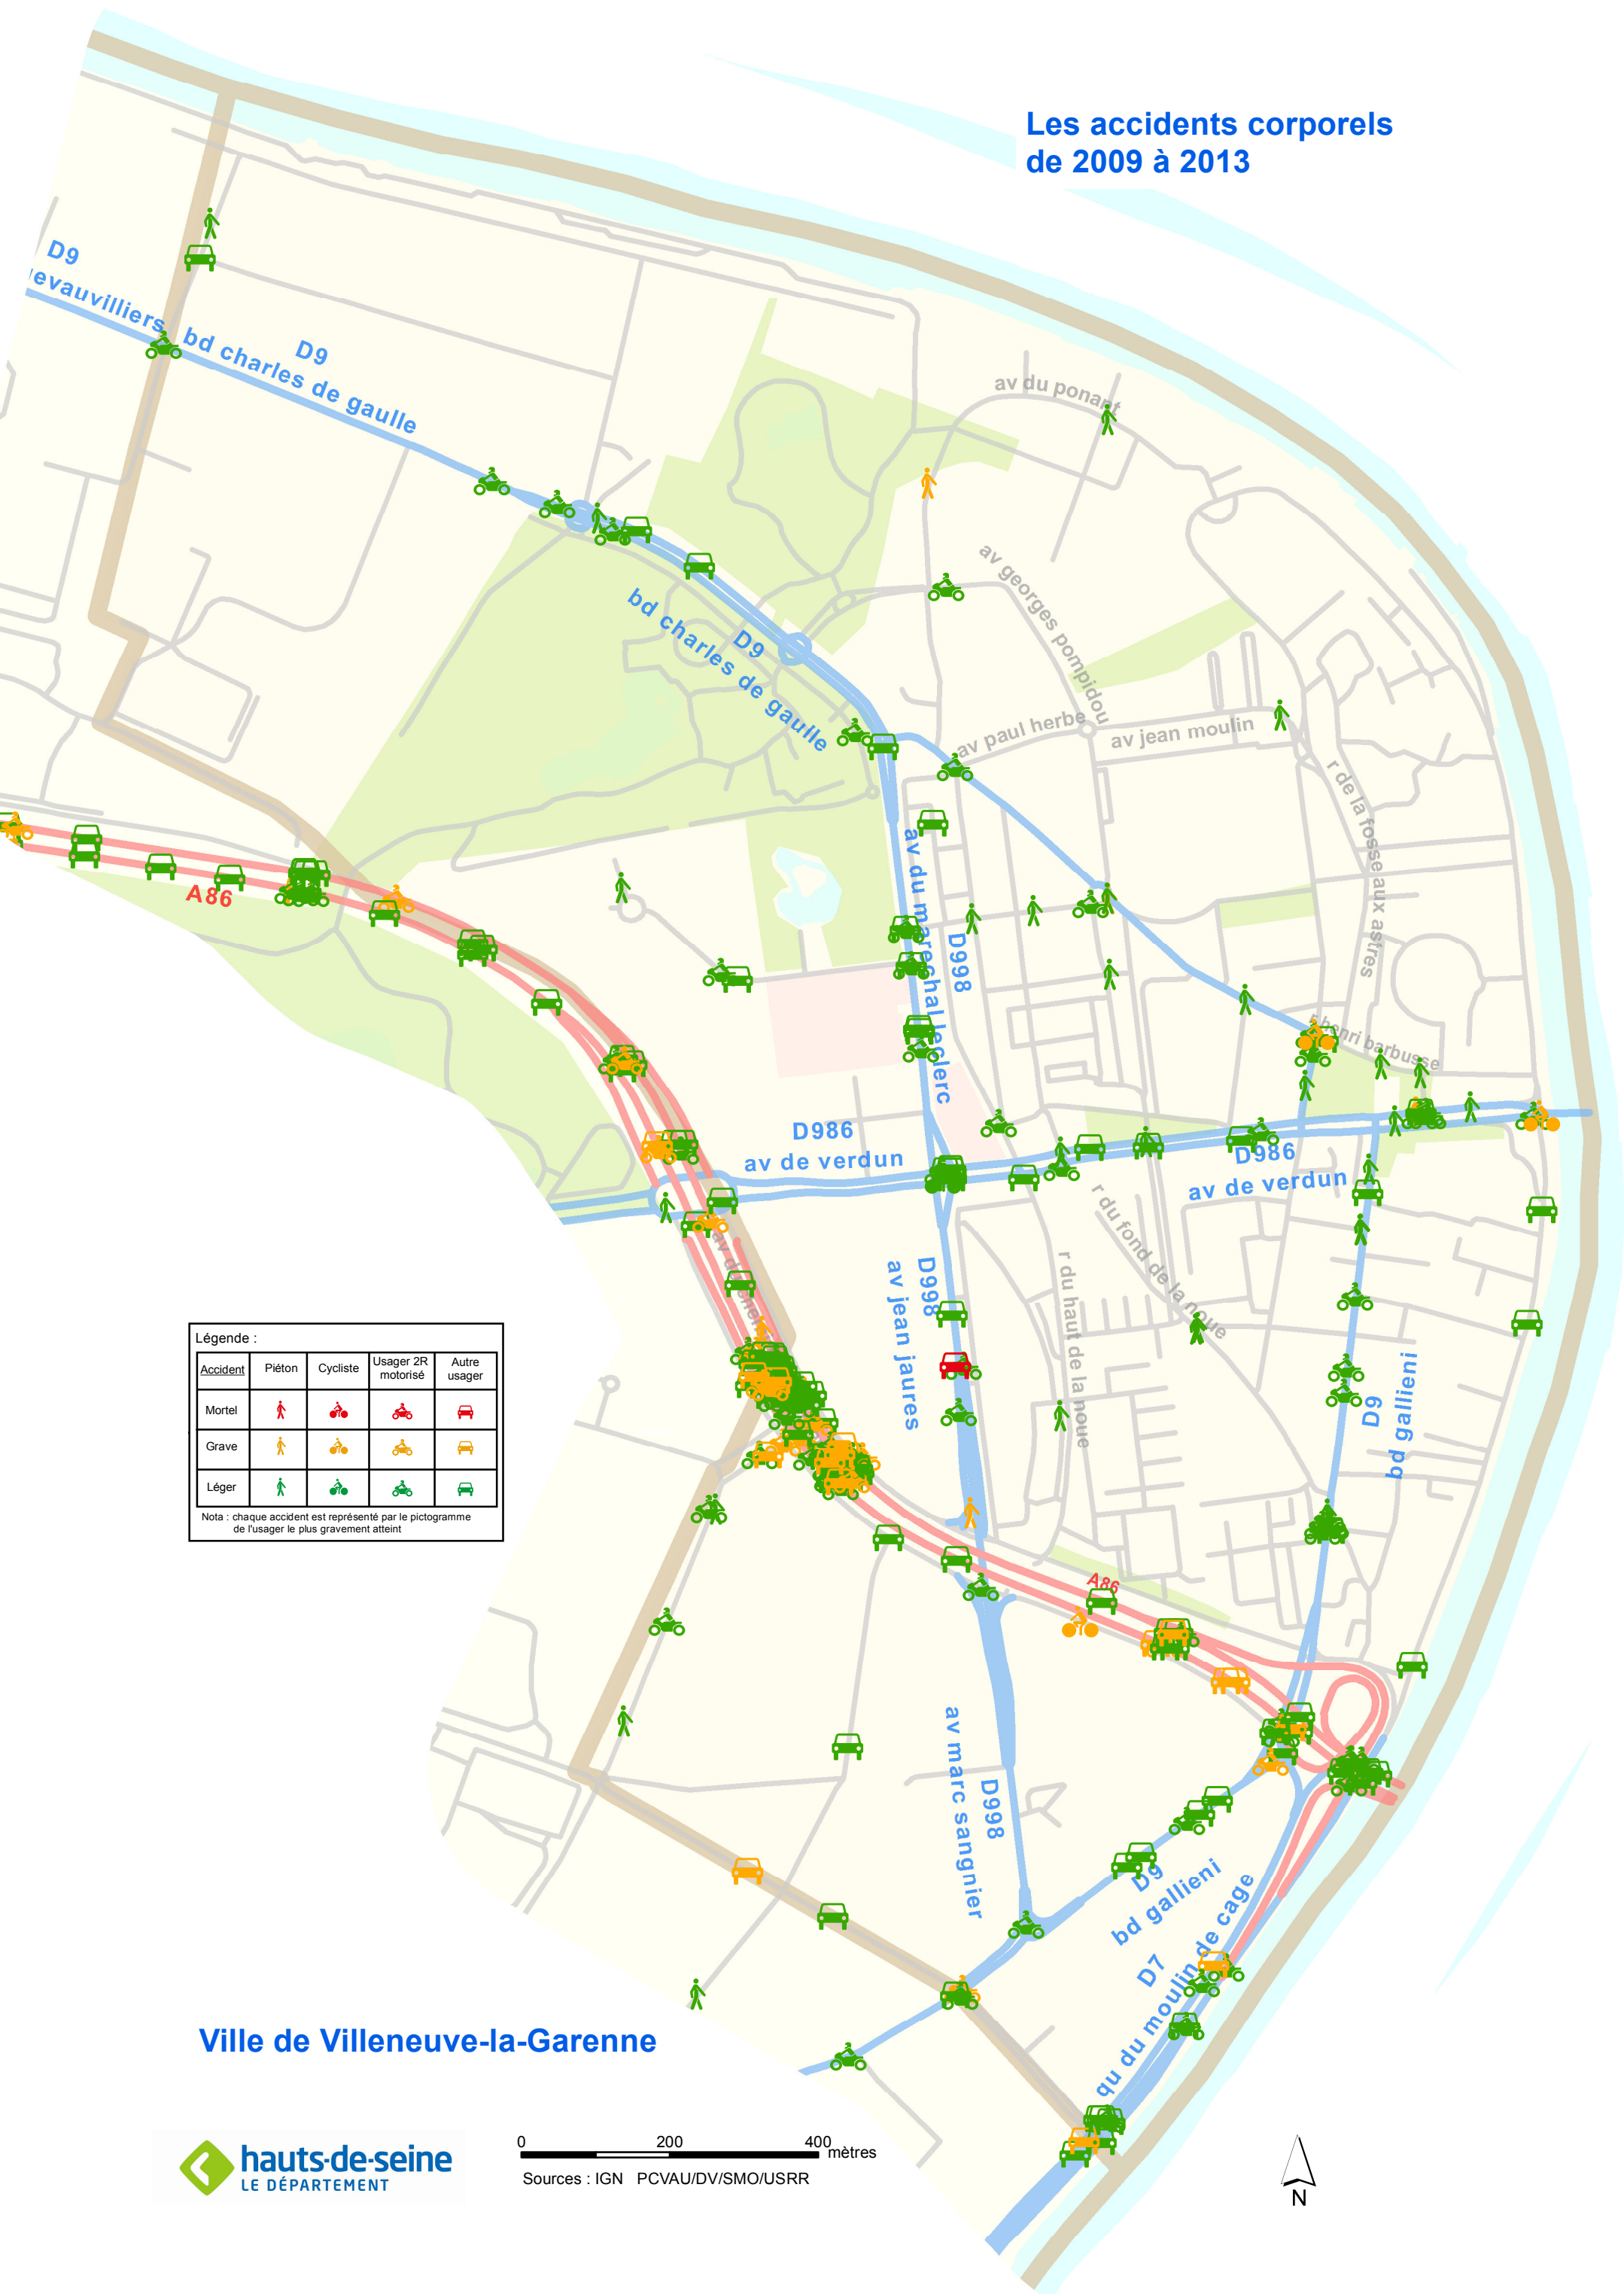 Les accidents corporels
de 2009 à 2013
D9
evauvilliers
D9
bd charles de gaulle
av du ponant
av georges pompidou
D9
bd charles de gaulle
av paul herbe
av jean moulin
r de la fosse aux astres
A86
av du marechal leclerc
D998
r henri barbusse
D986
av de verdun
D986
av de verdun
r du fond de la noue
r du haut de la noue
D998
av jean jaures
D9
bd gallieni
Légende :
Accident
Piéton
Cycliste
Usager 2R
motorisé
Autre
usager
Mortel
Grave
Léger
Nota : chaque accident est représenté par le pictogramme
de l'usager le plus gravement atteint
A86
av marc sangnier
D998
D9
bd gallieni
D7
qu du moulin de cage
Ville de Villeneuve-la-Garenne
hauts-de-seine
LE DÉPARTEMENT
0 200 400
mètres
Sources : IGN PCVAU/DV/SMO/USRR
N